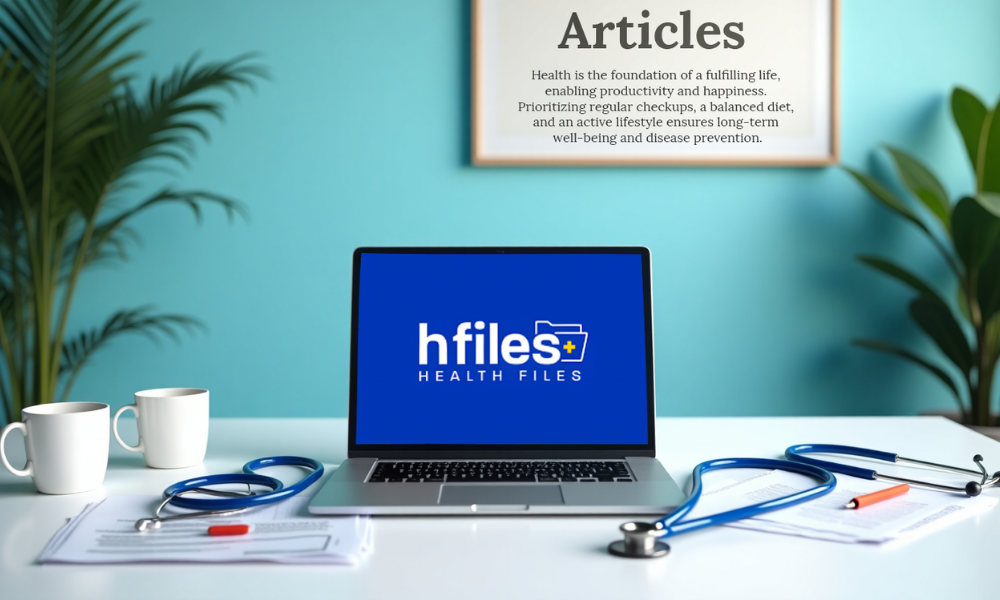 Articles
Health is the foundation of a fulfilling life,
enabling productivity and happiness.
Prioritizing regular checkups, a balanced diet,
and an active lifestyle ensures long-term
well-being and disease prevention.
hfiles
HEALTH FILES